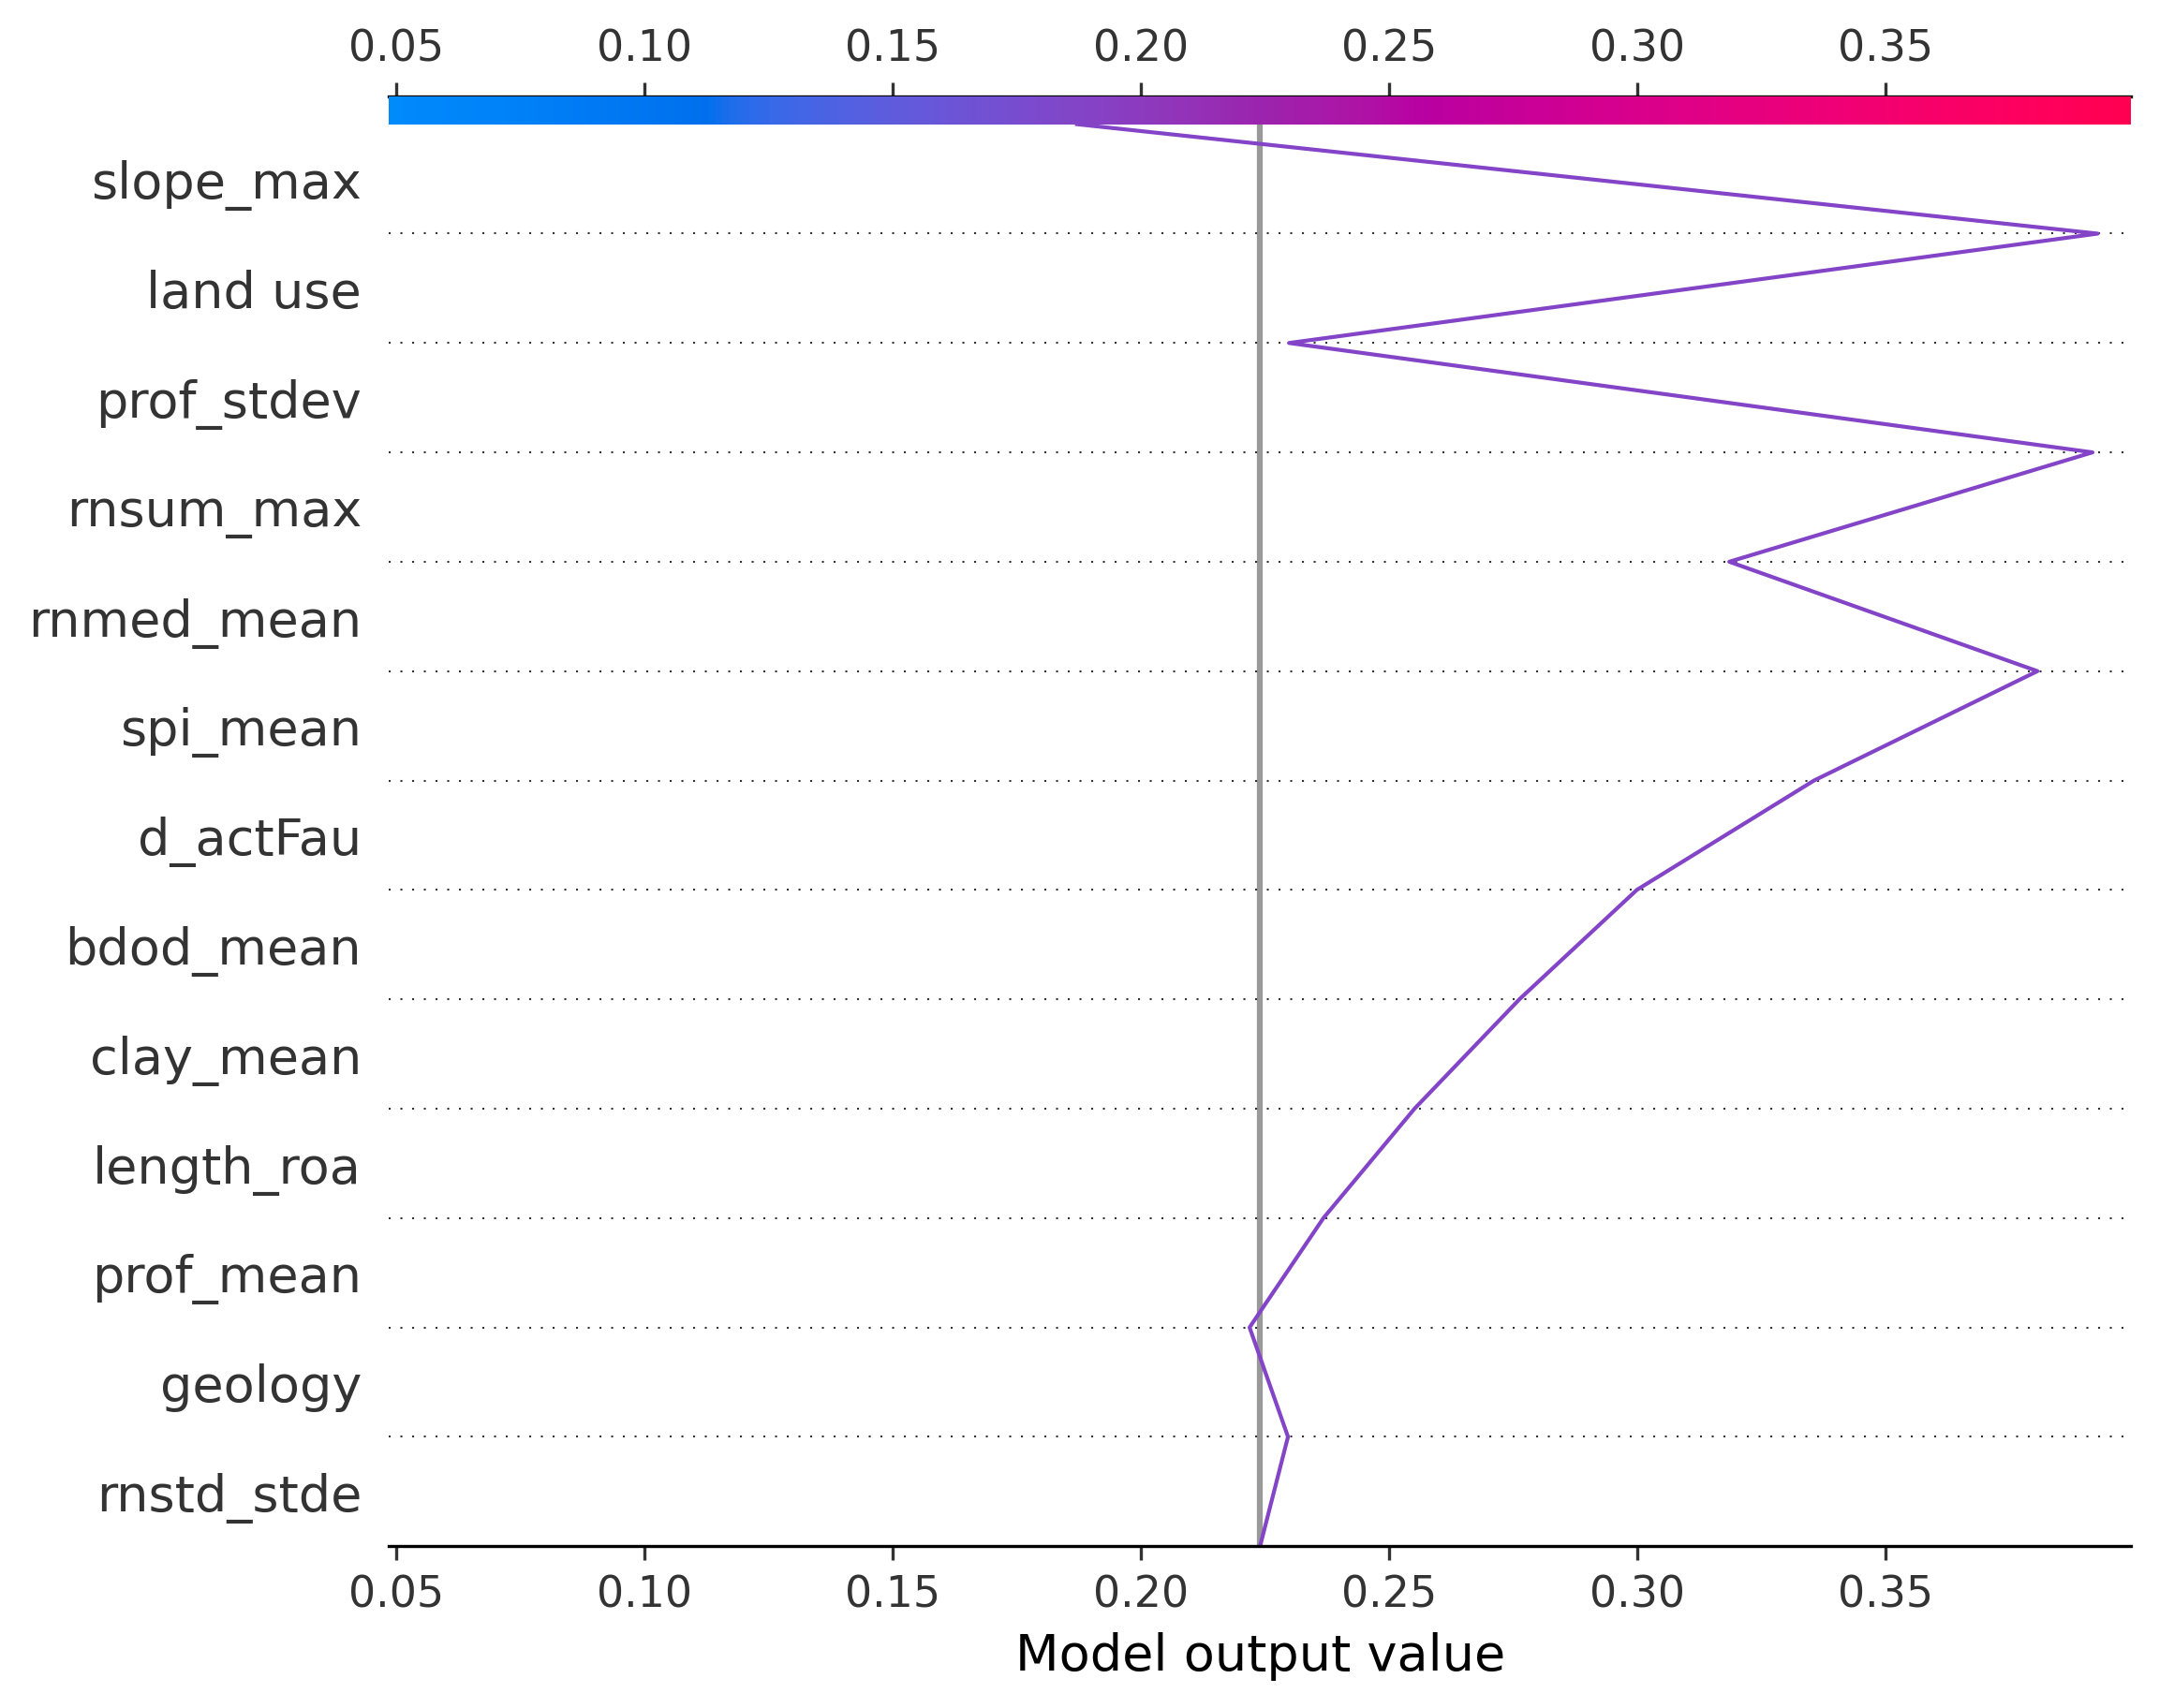 0.05 0.10 0.15 0.20 0.25 0.30 0.35
slope_max
land use
prof_stdev
rnsum_max
rnmed_mean
spi_mean
d_actFau
bdod_mean
clay_mean
length_roa
prof_mean
geology
rnstd_stde
0.05 0.10 0.15 0.20 0.25 0.30 0.35
Model output value